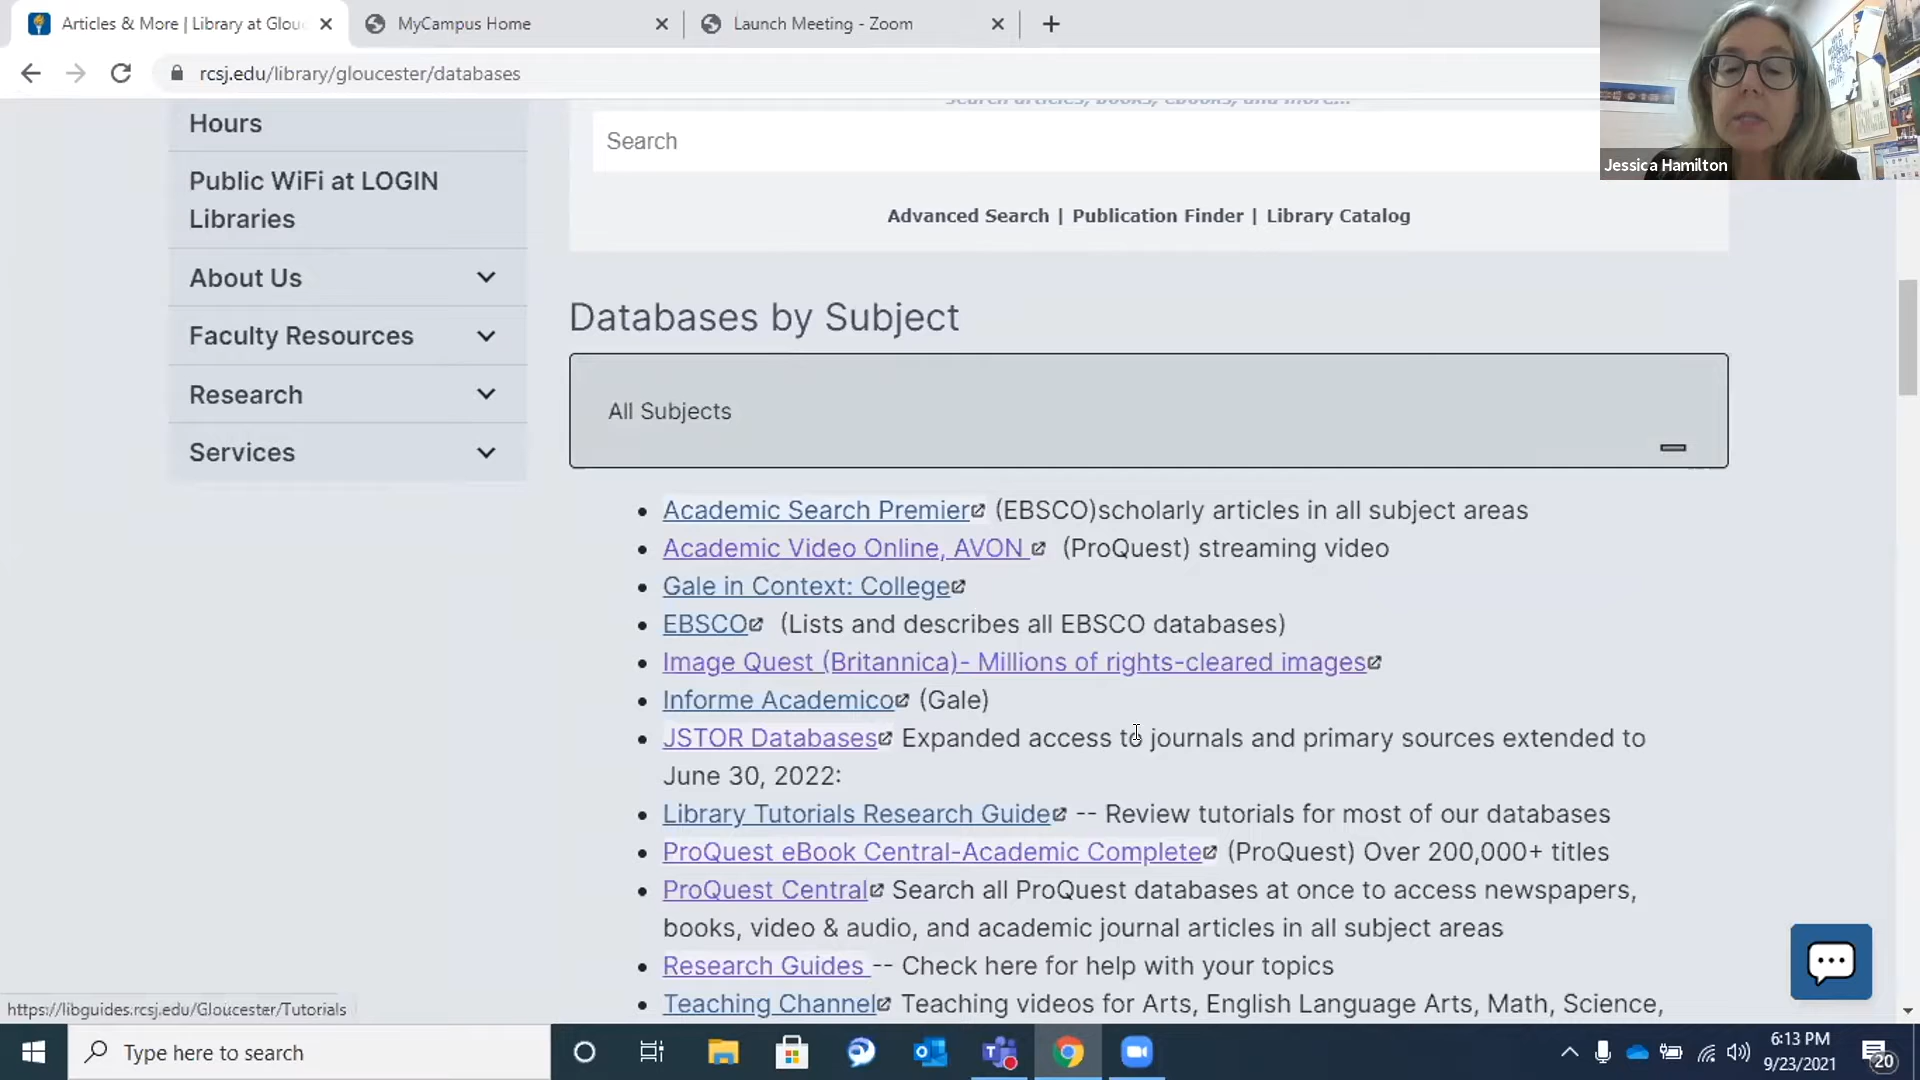 Articles & More | Library at Glou
MyCampus Home
Launch Meeting - Zoom
rcsj.edu/library/gloucester/databases
Jessica Hamilton
Hours
Public WiFi at LOGIN
Libraries
About Us
Faculty Resources
Research
Services
Search articles, books, ebooks, and more...
Search
Advanced Search | Publication Finder | Library Catalog
Databases by Subject
All Subjects
Academic Search Premier (EBSCO)scholarly articles in all subject areas
Academic Video Online, AVON (ProQuest) streaming video
Gale in Context: College
EBSCO (Lists and describes all EBSCO databases)
Image Quest (Britannica)- Millions of rights-cleared images
Informe Academico (Gale)
JSTOR Databases Expanded access to journals and primary sources extended to
June 30, 2022:
Library Tutorials Research Guide -- Review tutorials for most of our databases
ProQuest eBook Central-Academic Complete (ProQuest) Over 200,000+ titles
ProQuest Central Search all ProQuest databases at once to access newspapers,
books, video & audio, and academic journal articles in all subject areas
Research Guides -- Check here for help with your topics
Teaching Channel Teaching videos for Arts, English Language Arts, Math, Science,
https://libguides.rcsj.edu/Gloucester/Tutorials
Type here to search
6:13 PM
9/23/2021
20